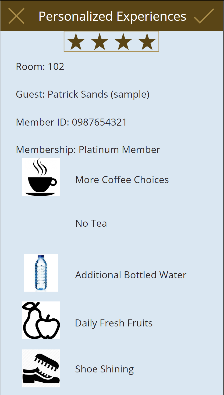 Personalized Experiences
Room: 102
Guest: Patrick Sands (sample)
Member ID: 0987654321
Membership: Platinum Member
More Coffee Choices
No Tea
Additional Bottled Water
Daily Fresh Fruits
Shoe Shining